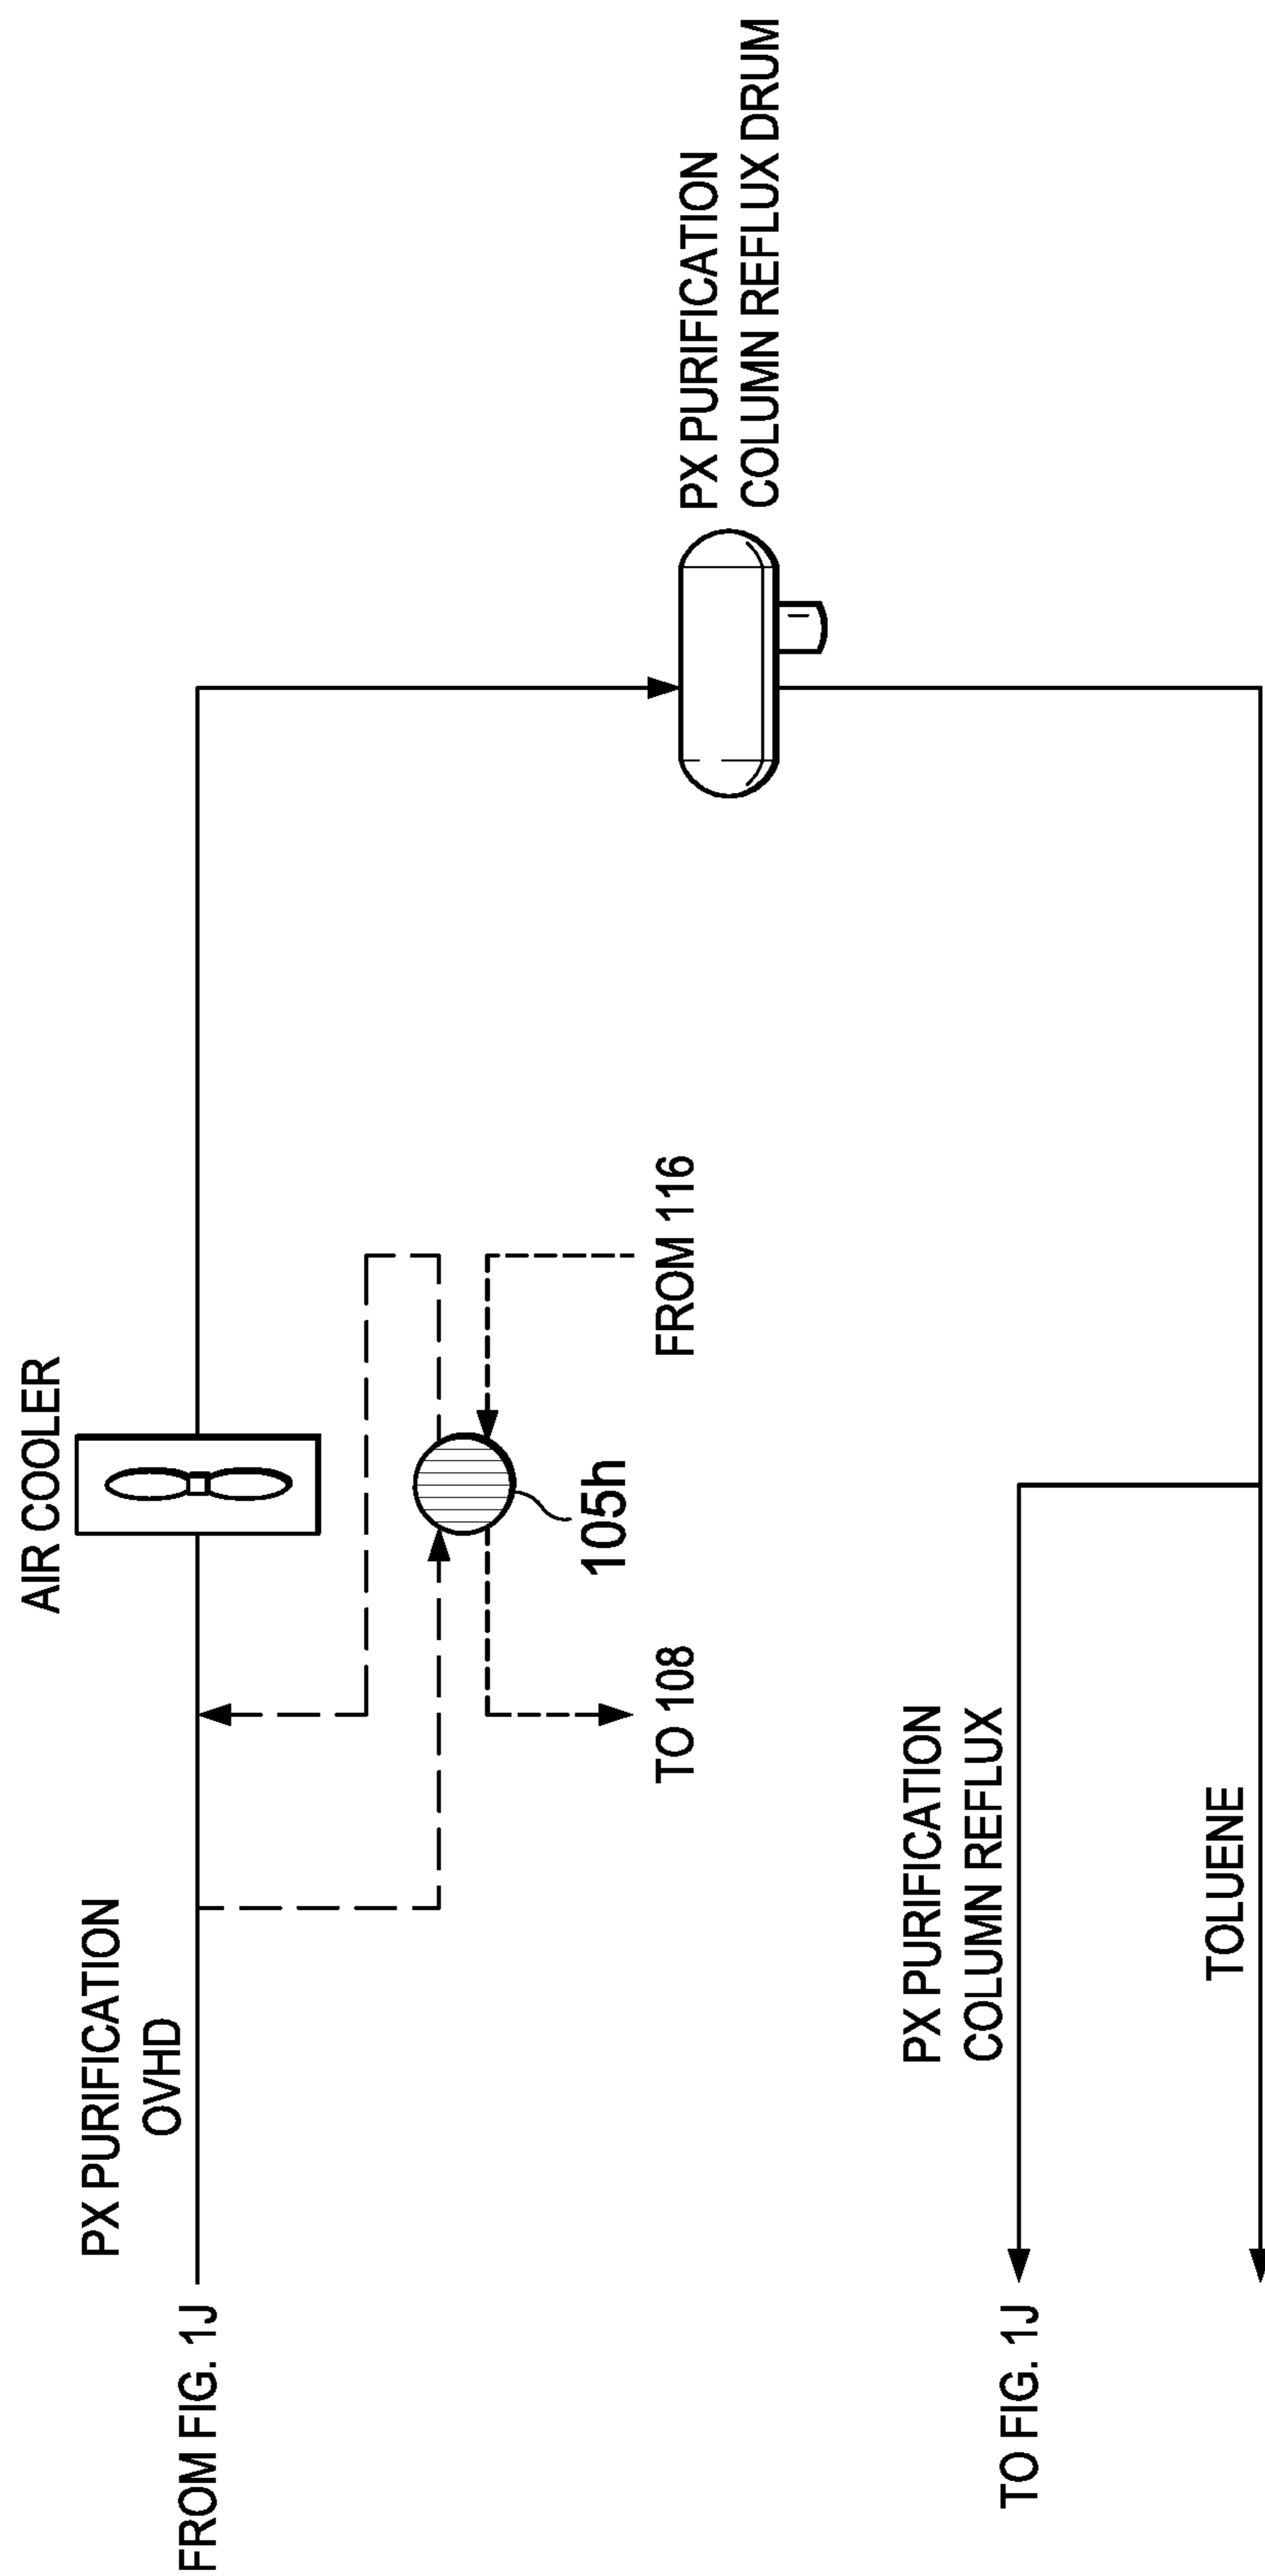 AIR COOLER
PX PURIFICATION
OVHD
FROM FIG. 1J
105h
TO 108
FROM 116
PX PURIFICATION
COLUMN REFLUX DRUM
PX PURIFICATION
COLUMN REFLUX
TO FIG. 1J
TOLUENE